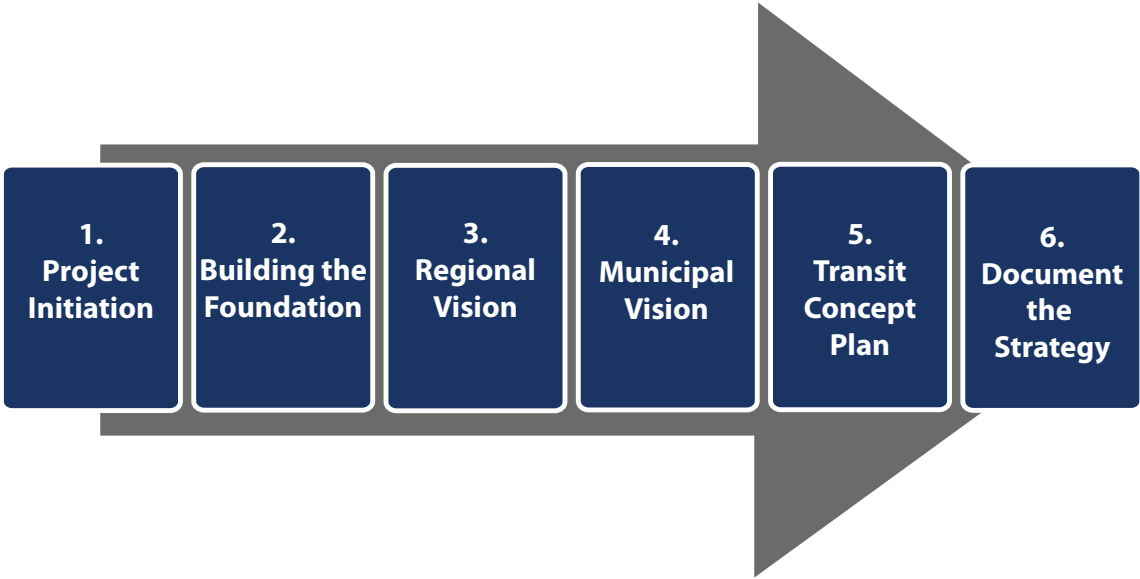 1.
Project
Initiation
2.
Building the
Foundation
3.
Regional
Vision
4.
Municipal
Vision
5.
Transit
Concept
Plan
6.
Document
the
Strategy